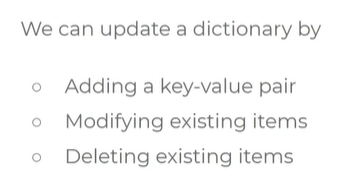 We can update a dictionary by
○ Adding a key-value pair
○ Modifying existing items
○ Deleting existing items